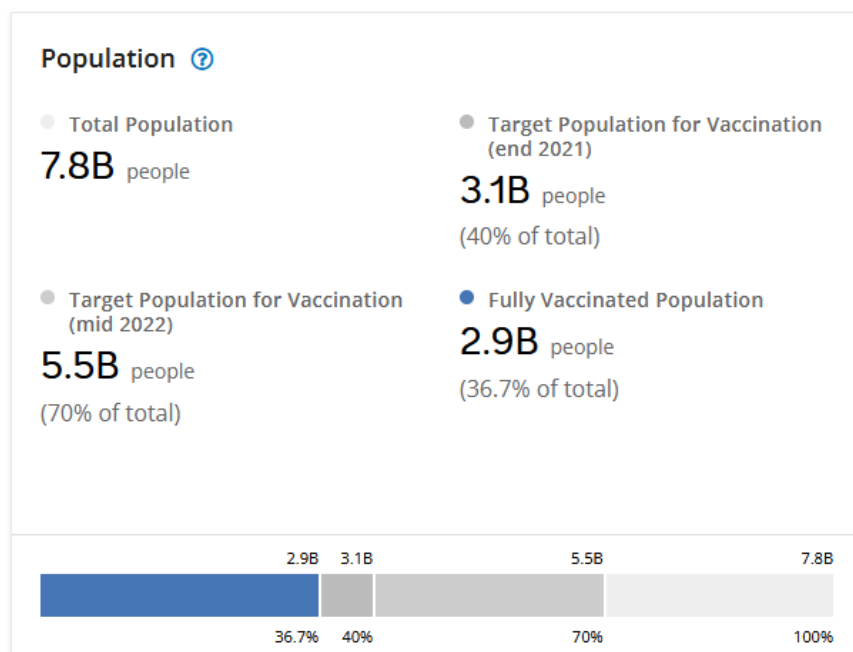 Population ?
Total Population
7.8B people
Target Population for Vaccination
(end 2021)
3.1B people
(40% of total)
Target Population for Vaccination
(mid 2022)
5.5B people
(70% of total)
Fully Vaccinated Population
2.9B people
(36.7% of total)
2.9B 3.1B 5.5B 7.8B
36.7% 40% 70% 100%